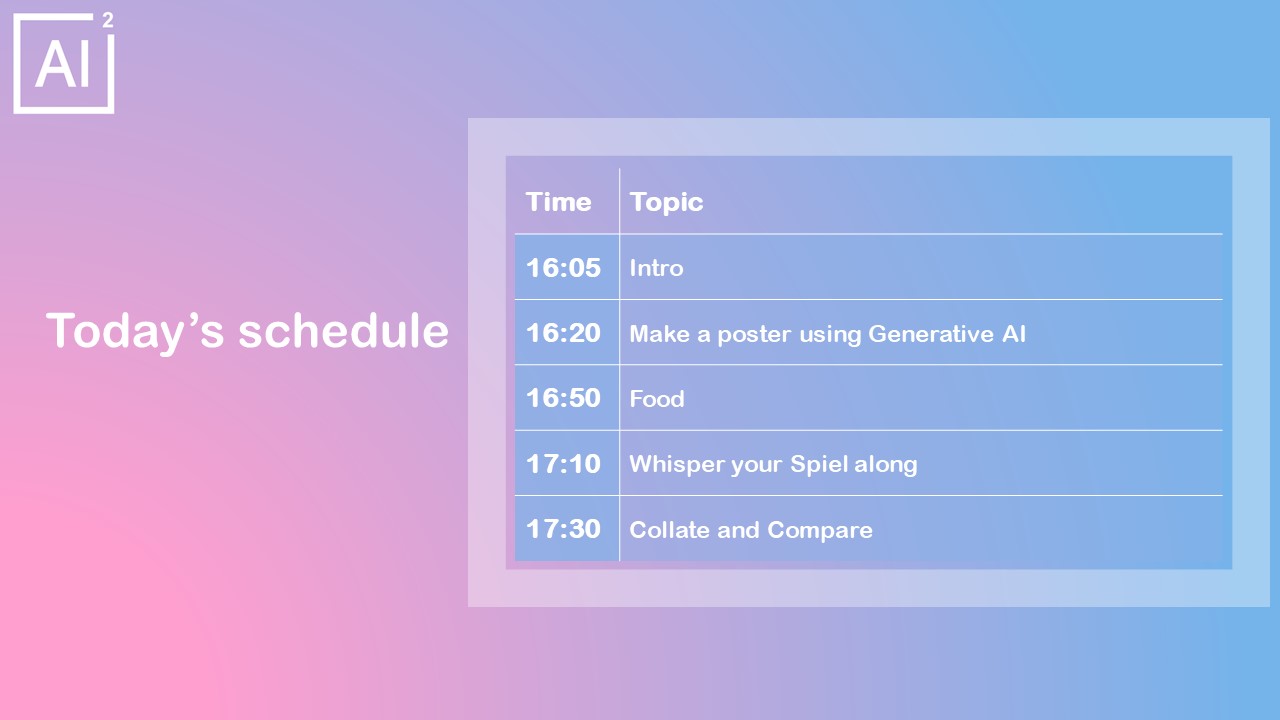 AI 2
Today’s schedule
Time Topic
16:05 Intro
16:20 Make a poster using Generative AI
16:50 Food
17:10 Whisper your Spiel along
17:30 Collate and Compare